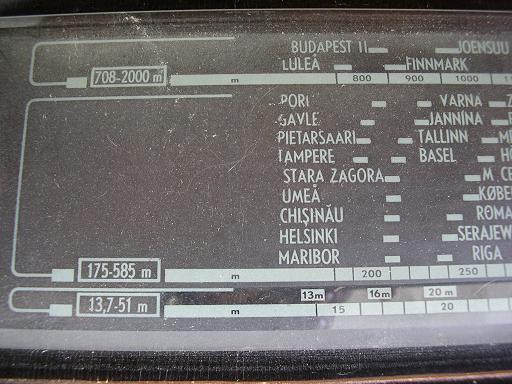 BUDAPEST II JOENSUU
LULEÅ FINNMARK
708-2000 m m 800 900 1000
PORI VARNA
GÄVLE JANNINA
PIETARSAARI TALLINN
TAMPERE BASEL
STARA ZAGORA M.
UMEÅ KØBE
CHIŞINĂU ROMA
HELSINKI SERAJEW
MARIBOR RIGA
175-585 m m 200 250
13m 16m 20 m
13,7-51 m m 15 20